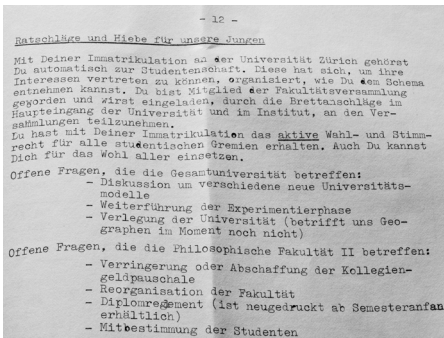 - 12 -
Ratschläge und Hiebe für unsere Jungen
Mit Deiner Immatrikulation an der Universität Zürich gehörst
Du automatisch zur Studentenschaft. Diese hat sich, um ihre
Interessen vertreten zu können, organisiert, wie Du dem Schema
entnehmen kannst. Du bist Mitglied der Fakultätsversammlung
geworden und wirst eingeladen, durch die Brettanschläge im
Haupteingang der Universität und im Institut, an den Ver-
sammlungen teilzunehmen.
Du hast mit Deiner Immatrikulation das aktive Wahl- und Stimm-
recht für alle studentischen Gremien erhalten. Auch Du kannst
Dich für das Wohl aller einsetzen.
Offene Fragen, die die Gesamtuniversität betreffen:
- Diskussion um verschiedene neue Universitäts-
modelle
- Weiterführung der Experimentierphase
- Verlegung der Universität (betrifft uns Geo-
graphen im Moment noch nicht)
Offene Fragen, die die Philosophische Fakultät II betreffen:
- Verringerung oder Abschaffung der Kollegien-
geldpauschale
- Reorganisation der Fakultät
- Diplomregement (ist neugedruckt ab Semesteranfan
erhältlich)
- Mitbestimmung der Studenten